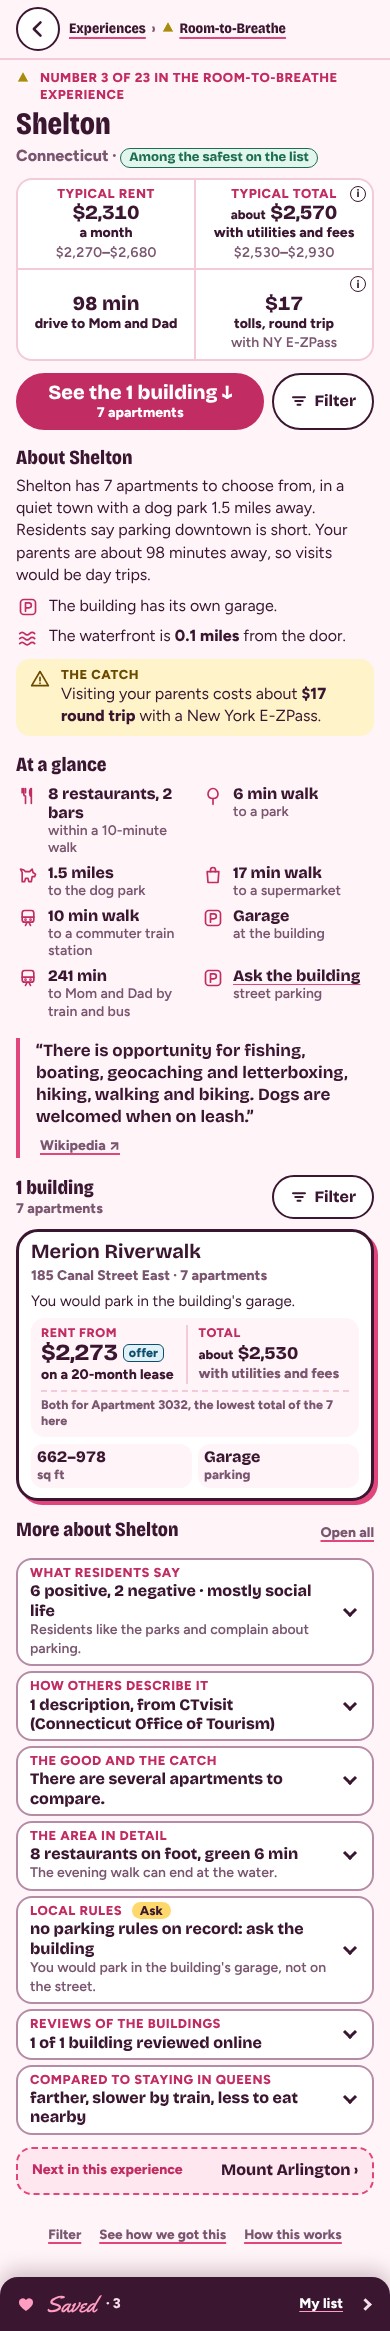 Experiences › Room-to-Breathe
NUMBER 3 OF 23 IN THE ROOM-TO-BREATHE
EXPERIENCE
Shelton
Connecticut · Among the safest on the list
TYPICAL RENT
$2,310
a month
$2,270–$2,680
TYPICAL TOTAL
about $2,570
with utilities and fees
$2,530–$2,930
98 min
drive to Mom and Dad
$17
tolls, round trip
with NY E-ZPass
See the 1 building ↓
7 apartments
Filter
About Shelton
Shelton has 7 apartments to choose from, in a
quiet town with a dog park 1.5 miles away.
Residents say parking downtown is short. Your
parents are about 98 minutes away, so visits
would be day trips.
The building has its own garage.
The waterfront is 0.1 miles from the door.
THE CATCH
Visiting your parents costs about $17
round trip with a New York E-ZPass.
At a glance
8 restaurants, 2
bars
within a 10-minute
walk
6 min walk
to a park
1.5 miles
to the dog park
17 min walk
to a supermarket
10 min walk
to a commuter train
station
Garage
at the building
241 min
to Mom and Dad by
train and bus
Ask the building
street parking
“There is opportunity for fishing,
boating, geocaching and letterboxing,
hiking, walking and biking. Dogs are
welcomed when on leash.”
Wikipedia ↗
1 building
7 apartments
Filter
Merion Riverwalk
185 Canal Street East · 7 apartments
You would park in the building's garage.
RENT FROM
$2,273 offer
on a 20-month lease
TOTAL
about $2,530
with utilities and fees
Both for Apartment 3032, the lowest total of the 7
here
662–978
sq ft
Garage
parking
More about Shelton
Open all
WHAT RESIDENTS SAY
6 positive, 2 negative · mostly social
life
Residents like the parks and complain about
parking.
HOW OTHERS DESCRIBE IT
1 description, from CTvisit
(Connecticut Office of Tourism)
THE GOOD AND THE CATCH
There are several apartments to
compare.
THE AREA IN DETAIL
8 restaurants on foot, green 6 min
The evening walk can end at the water.
LOCAL RULES Ask
no parking rules on record: ask the
building
You would park in the building's garage, not on
the street.
REVIEWS OF THE BUILDINGS
1 of 1 building reviewed online
COMPARED TO STAYING IN QUEENS
farther, slower by train, less to eat
nearby
Next in this experience Mount Arlington ›
Filter See how we got this How this works
Saved · 3 My list